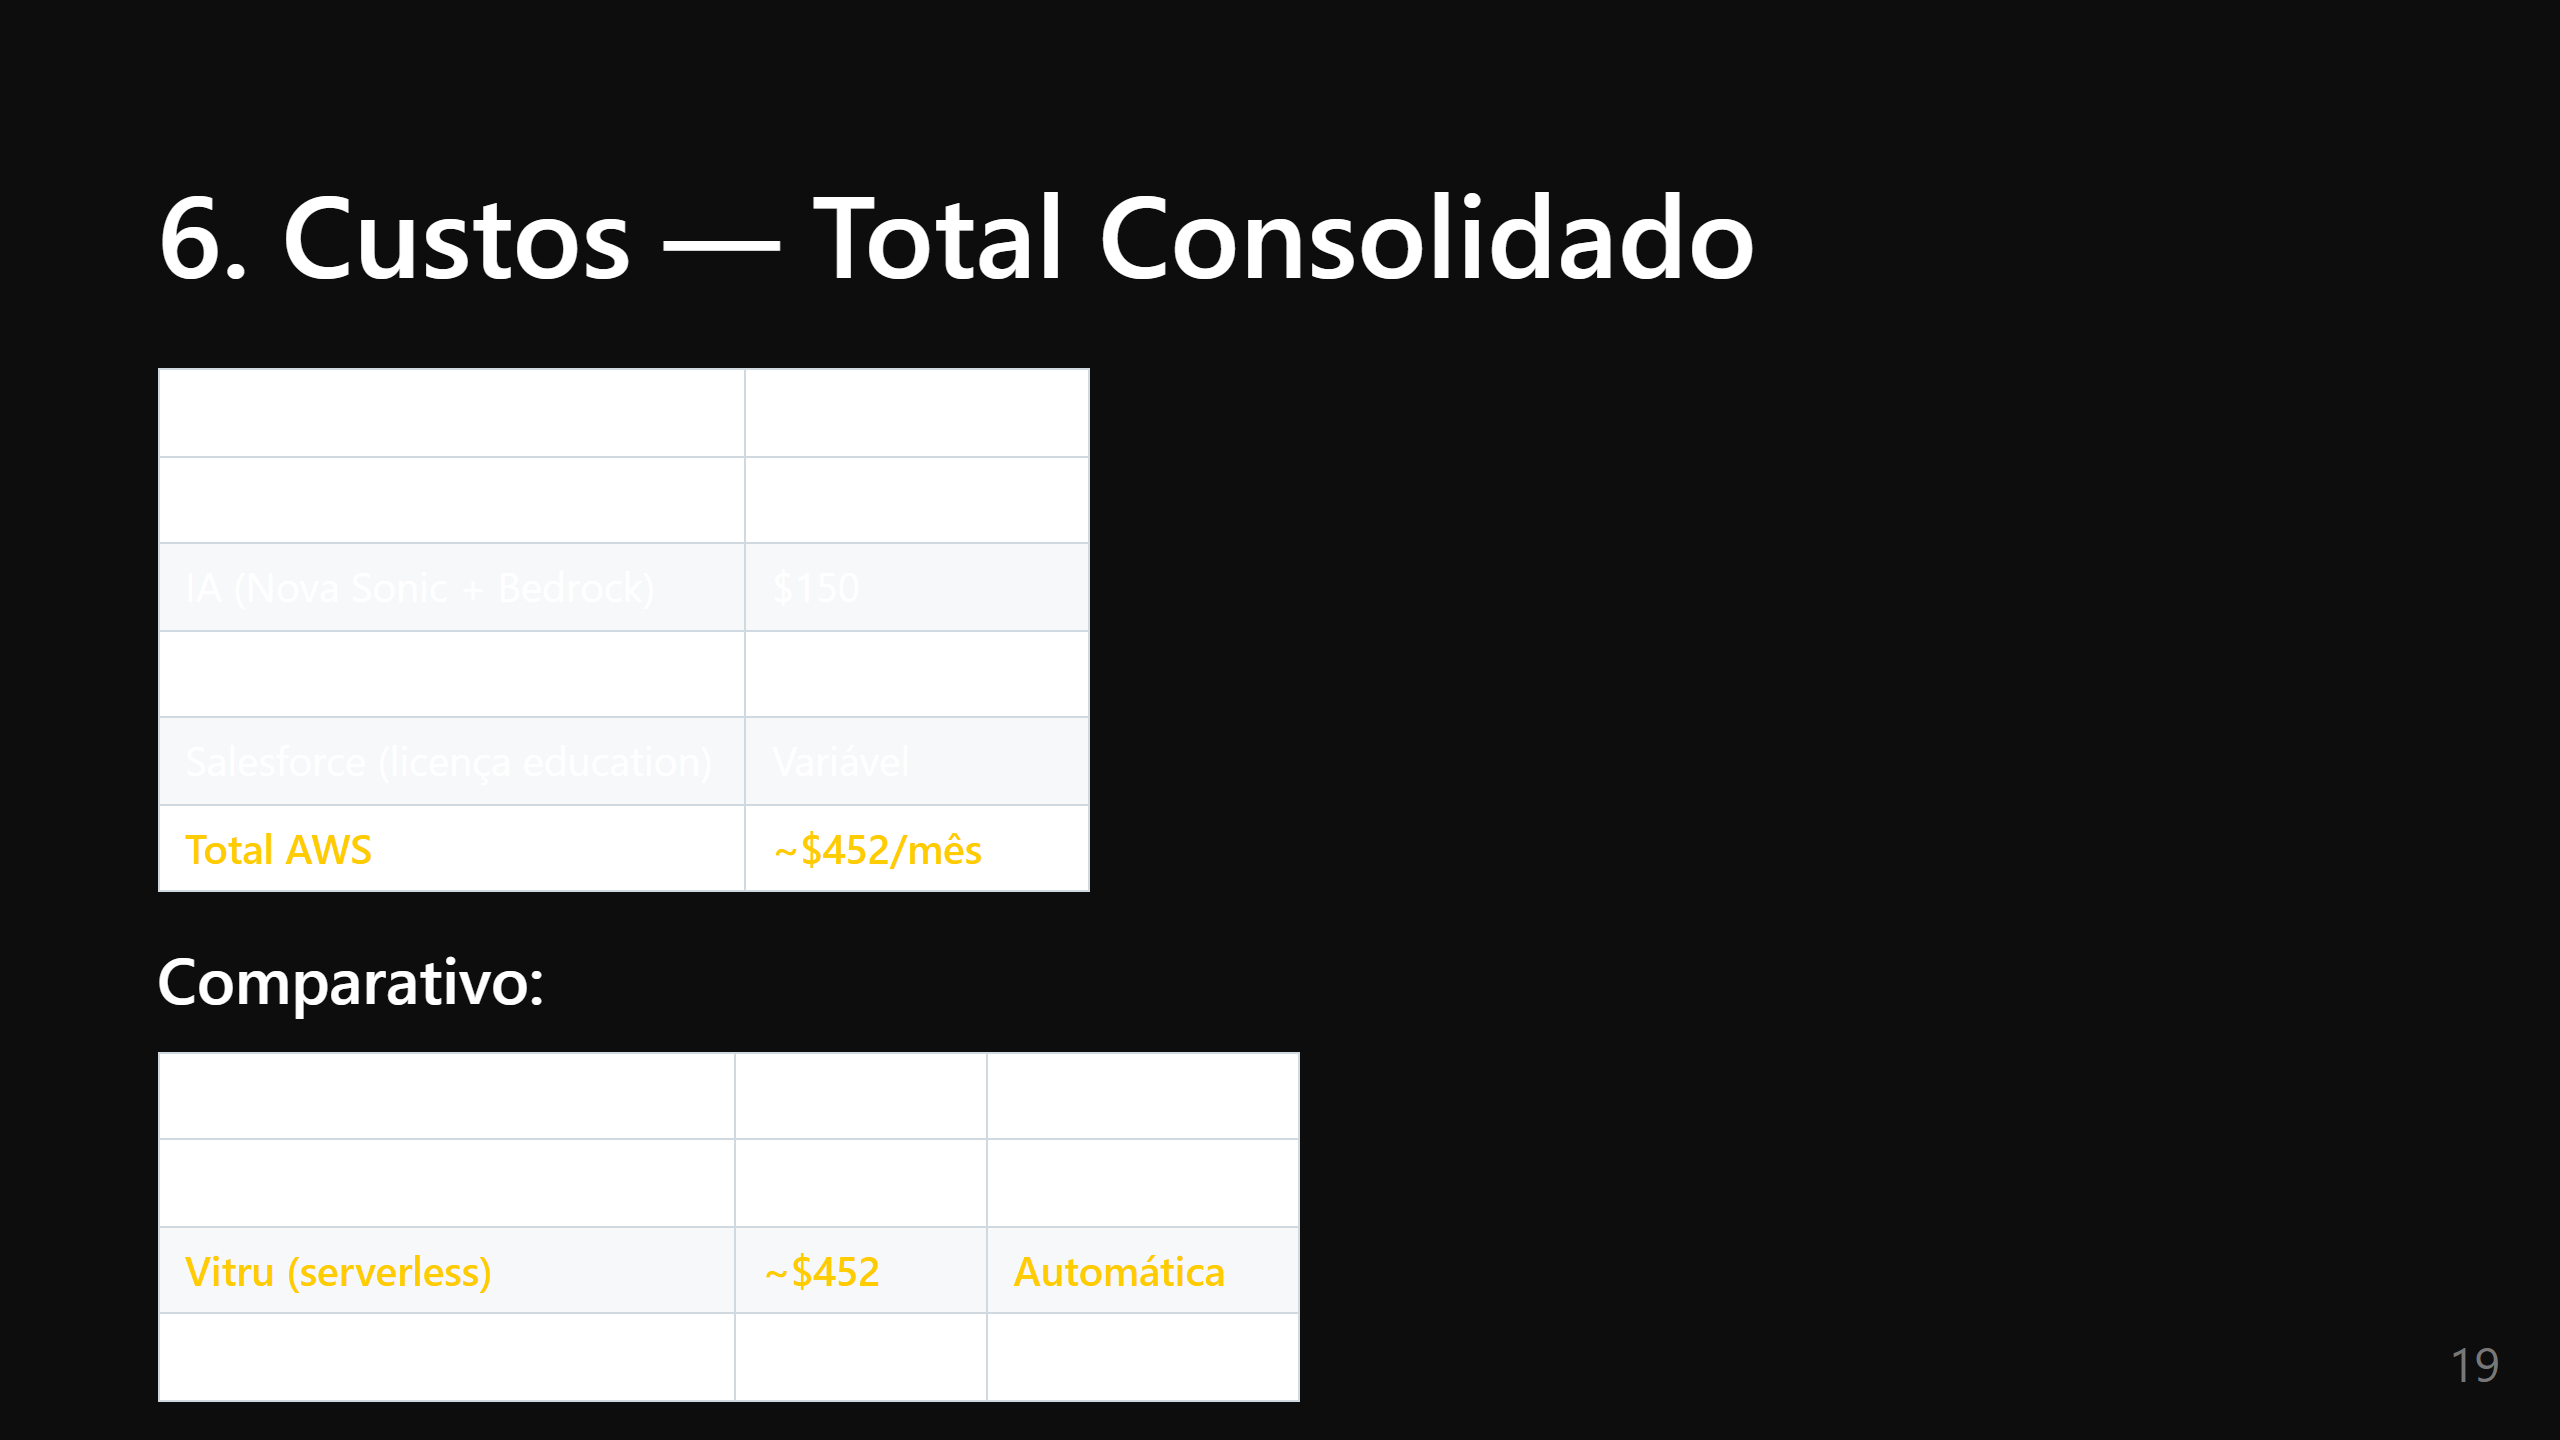 6. Custos — Total Consolidado
IA (Nova Sonic + Bedrock) $150
Salesforce (licença education) Variável
Total AWS ~$452/mês
Comparativo:
Vitru (serverless) ~$452 Automática
19